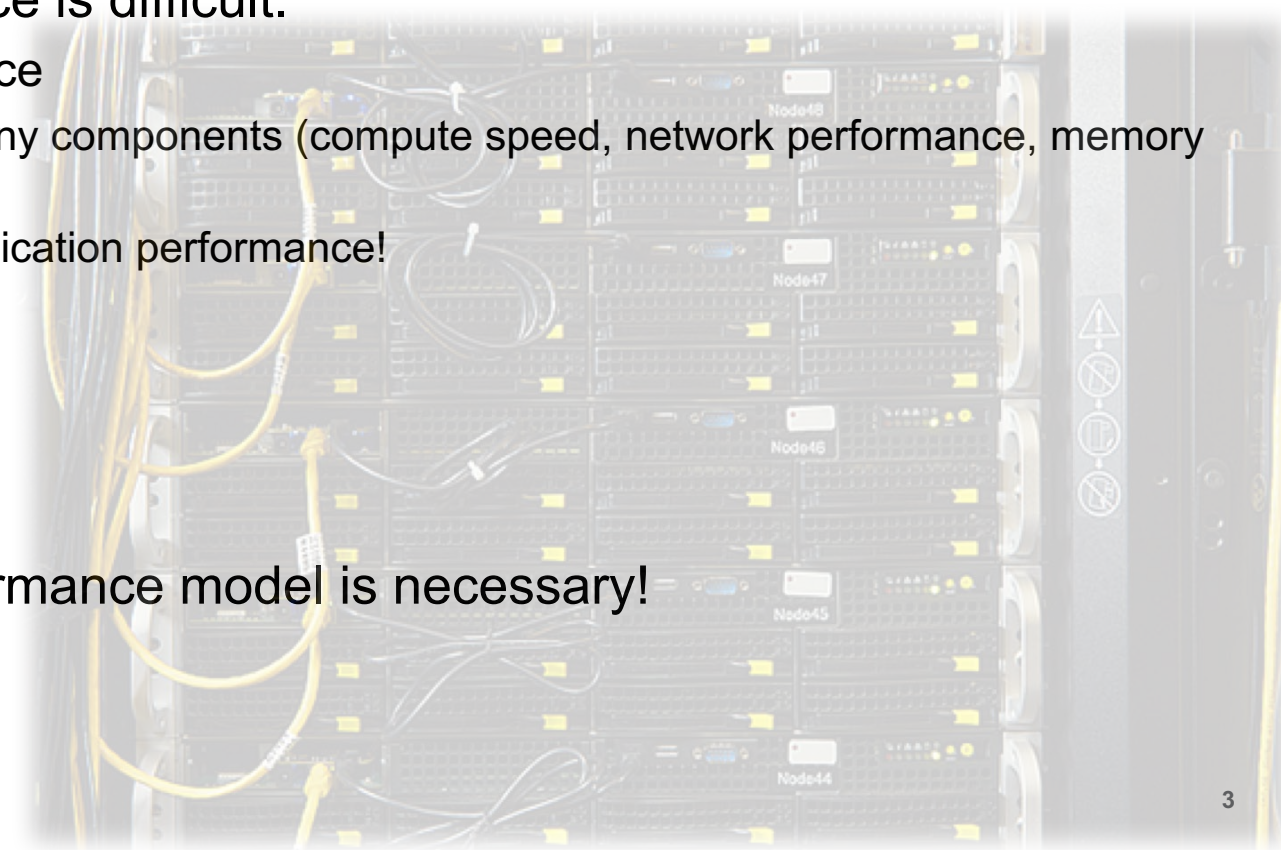 ce is difficult.
ce
Node48
ny components (compute speed, network performance, memory
ication performance!
Node47
Node46
rmance model is necessary!
Node45
Node44
3